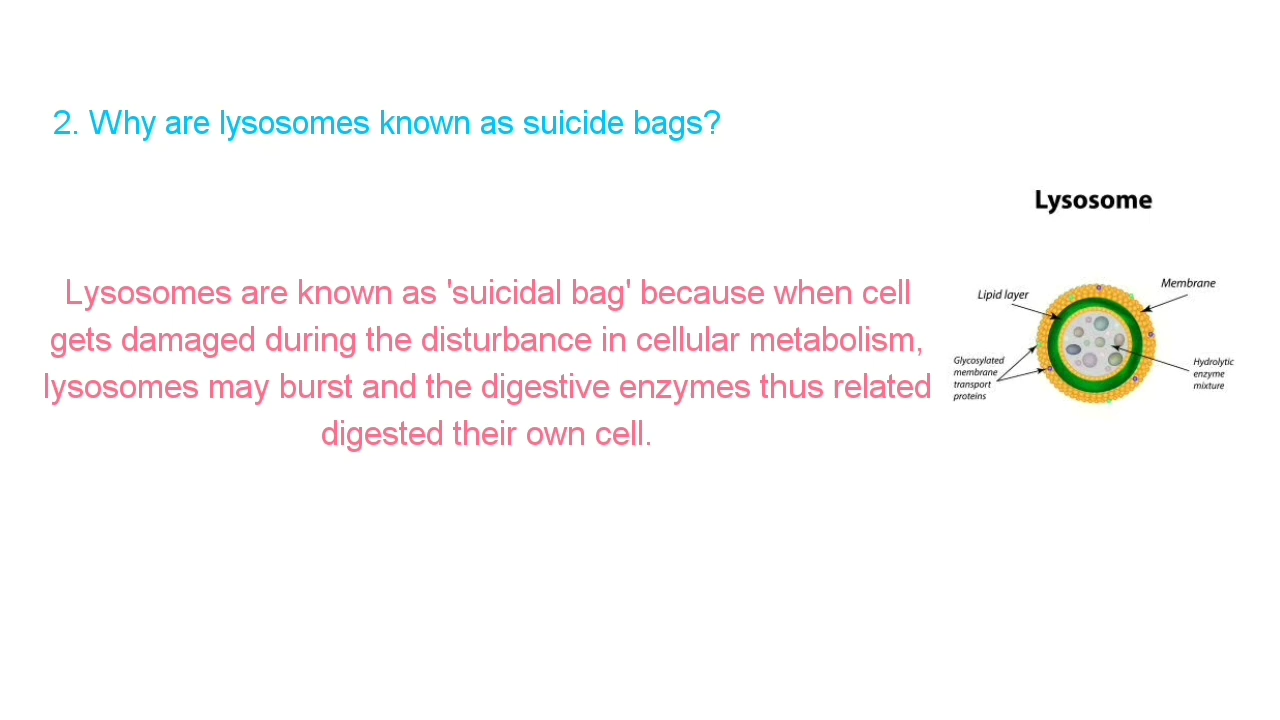 2. Why are lysosomes known as suicide bags?
Lysosomes are known as 'suicidal bag' because when cell
gets damaged during the disturbance in cellular metabolism,
lysosomes may burst and the digestive enzymes thus related
digested their own cell.
Lysosome
Lipid layer
Membrane
Glycosylated
membrane
transport
proteins
Hydrolytic
enzyme
mixture